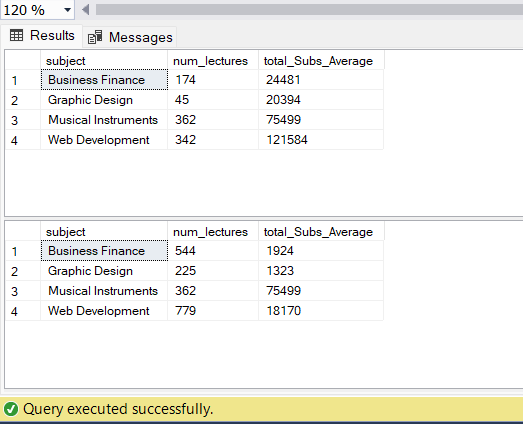 120 %
Results Messages
subject num_lectures total_Subs_Average
1 Business Finance 174 24481
2 Graphic Design 45 20394
3 Musical Instruments 362 75499
4 Web Development 342 121584
subject num_lectures total_Subs_Average
1 Business Finance 544 1924
2 Graphic Design 225 1323
3 Musical Instruments 362 75499
4 Web Development 779 18170
Query executed successfully.